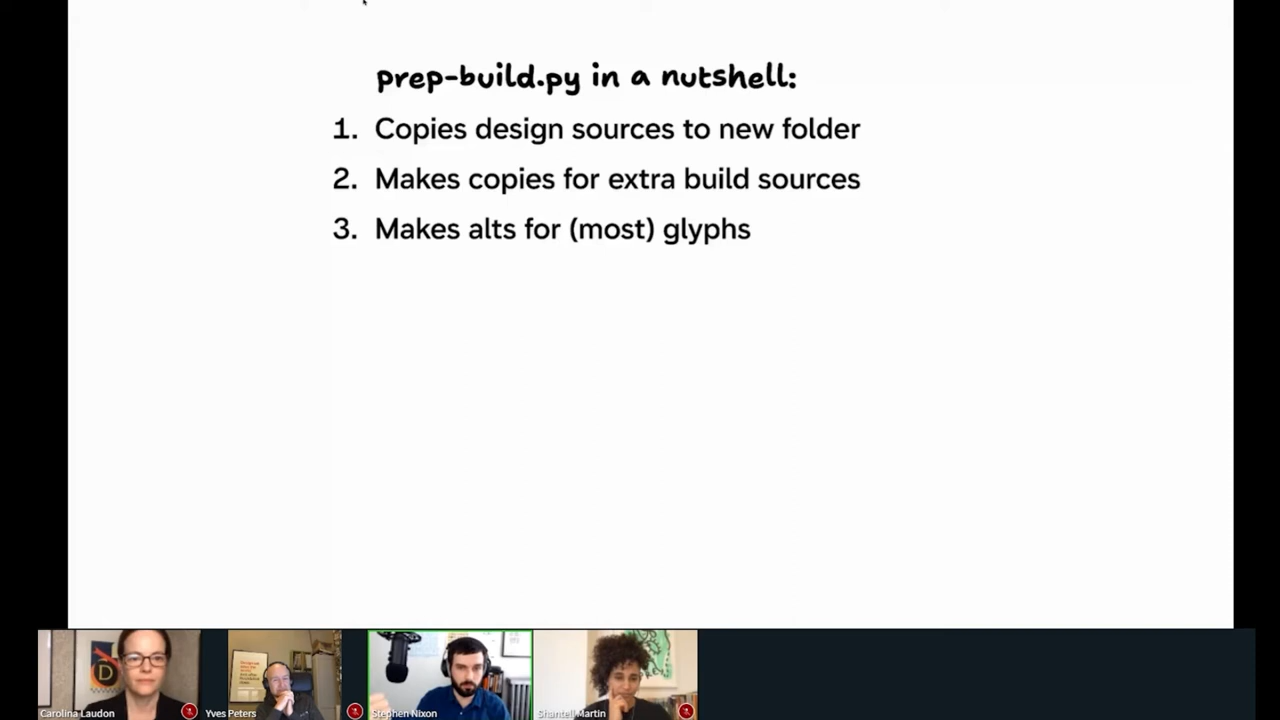 prep-build.py in a nutshell:
1. Copies design sources to new folder
2. Makes copies for extra build sources
3. Makes alts for (most) glyphs
D
Carolina Laudon
Yves Peters
Stephen Nixon
Shantell Martin